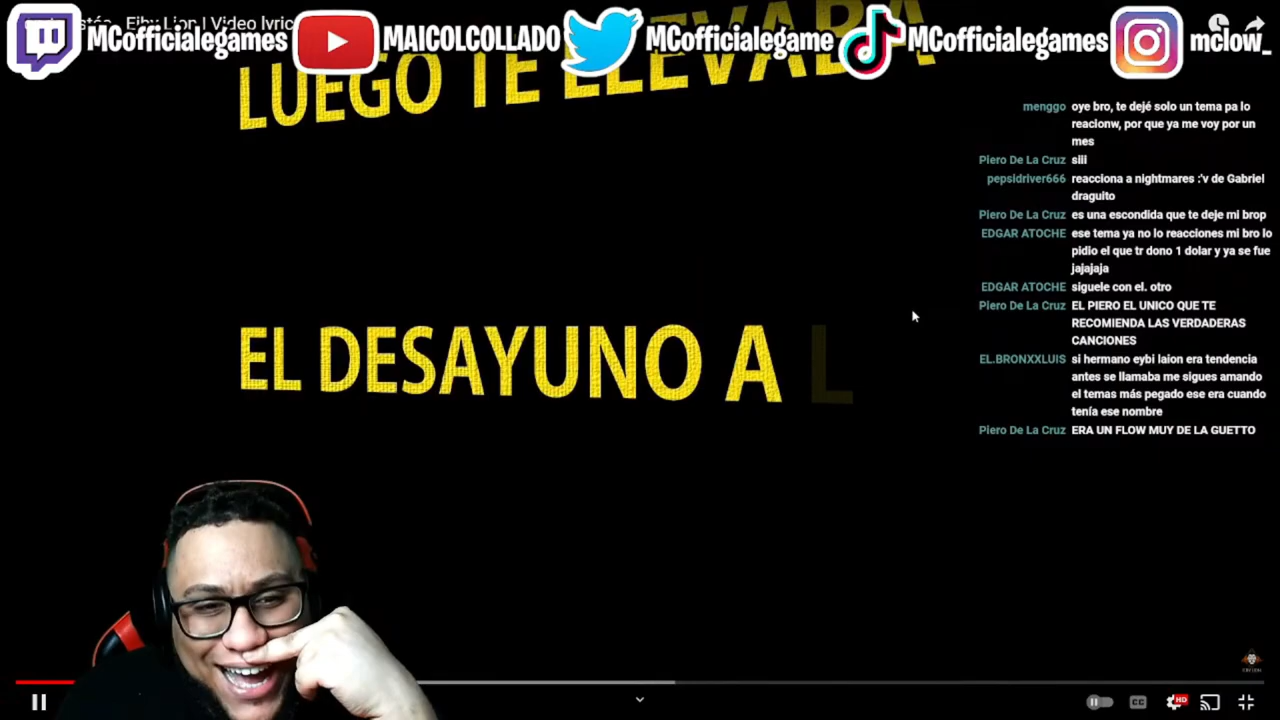 Eiby Lion | Video lyric
MCofficialegames MAICOLCOLLADO MCofficialegame MCofficialegames mclow_
LUEGO TE LLEVABA
EL DESAYUNO A L
menggo oye bro, te dejé solo un tema pa lo
reacionw, por que ya me voy por un
mes
Piero De La Cruz siii
pepsidriver666 reacciona a nightmares :'v de Gabriel
draguito
Piero De La Cruz es una escondida que te deje mi brop
EDGAR ATOCHE ese tema ya no lo reacciones mi bro lo
pidio el que tr dono 1 dolar y ya se fue
jajajaja
EDGAR ATOCHE siguele con el. otro
Piero De La Cruz EL PIERO EL UNICO QUE TE
RECOMIENDA LAS VERDADERAS
CANCIONES
EL.BRONXXLUIS si hermano eybi laion era tendencia
antes se llamaba me sigues amando
el temas más pegado ese era cuando
tenía ese nombre
Piero De La Cruz ERA UN FLOW MUY DE LA GUETTO
CC HD